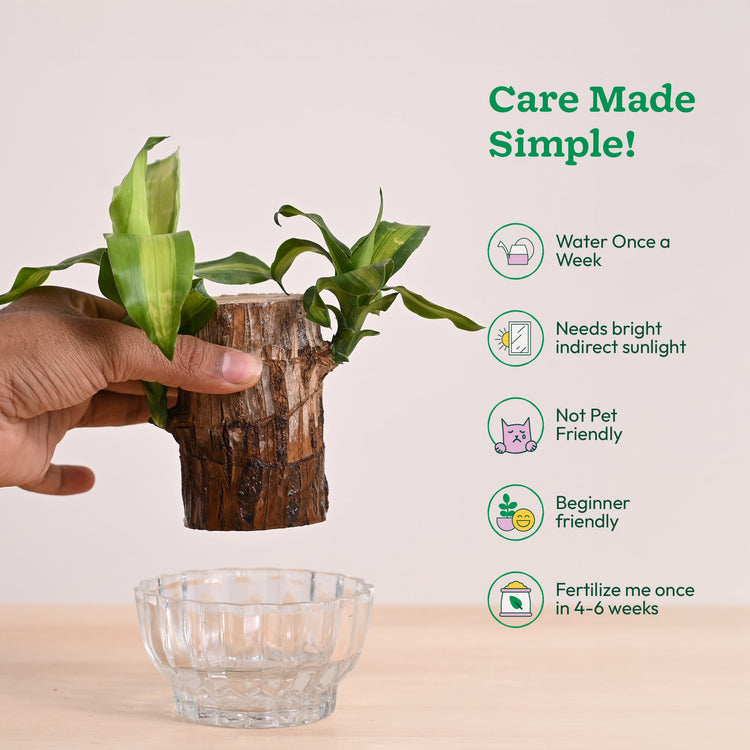 Care Made
Simple!
Water Once a
Week
Needs bright
indirect sunlight
Not Pet
Friendly
Beginner
friendly
Fertilize me once
in 4-6 weeks